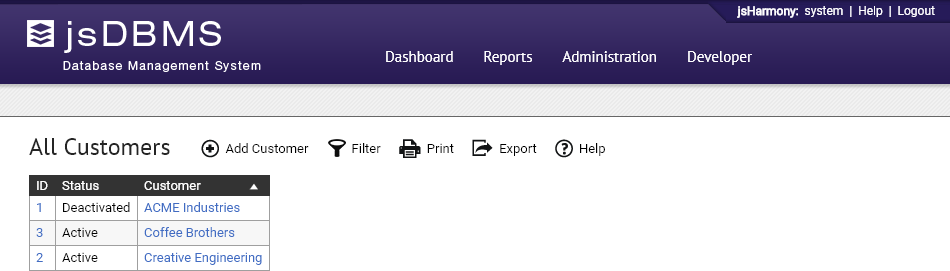 jsHarmony: system | Help | Logout
jsDBMS
Database Management System
Dashboard Reports Administration Developer
All Customers Add Customer Filter Print Export Help
ID Status Customer
1 Deactivated ACME Industries
3 Active Coffee Brothers
2 Active Creative Engineering